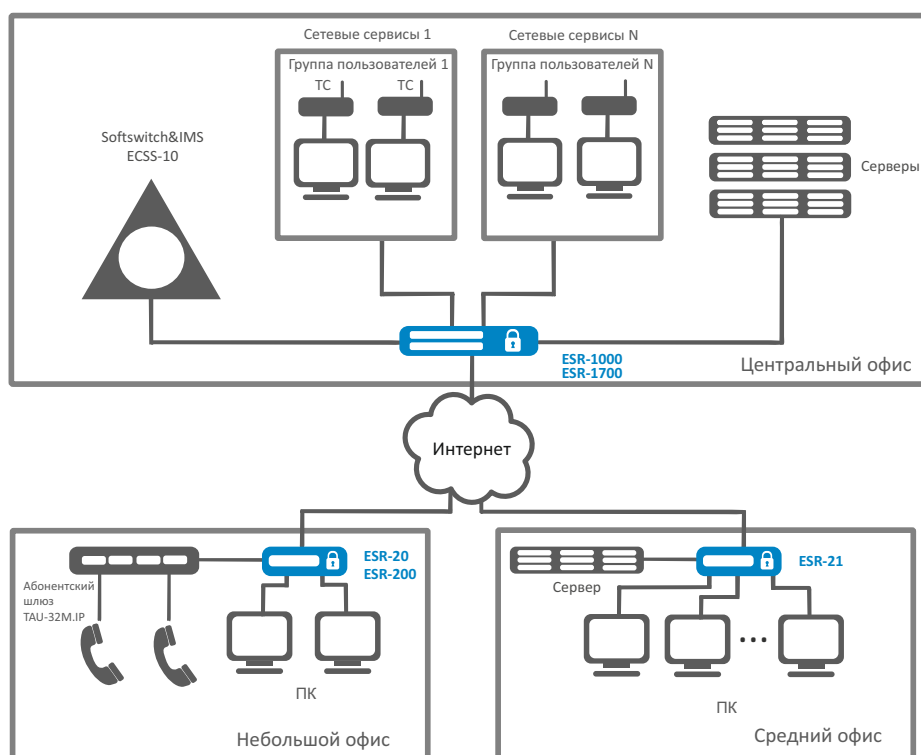 Сетевые сервисы 1
Сетевые сервисы N
Группа пользователей 1
Группа пользователей N
ТС
ТС
Softswitch&IMS
ECSS-10
Серверы
ESR-1000
ESR-1700
Центральный офис
Интернет
ESR-20
ESR-200
Абонентский
шлюз
TAU-32M.IP
ПК
Небольшой офис
ESR-21
Сервер
ПК
Средний офис